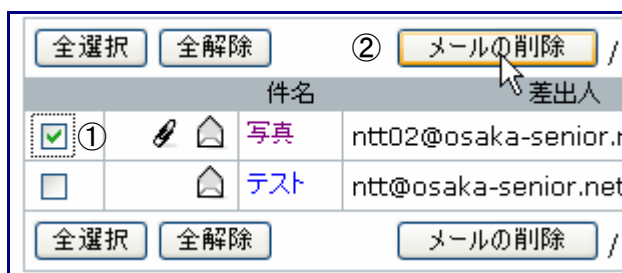 全選択 全解除 ② メールの削除 /
件名 差出人
① 写真 ntt02@osaka-senior.
テスト ntt@osaka-senior.net
全選択 全解除 メールの削除 /